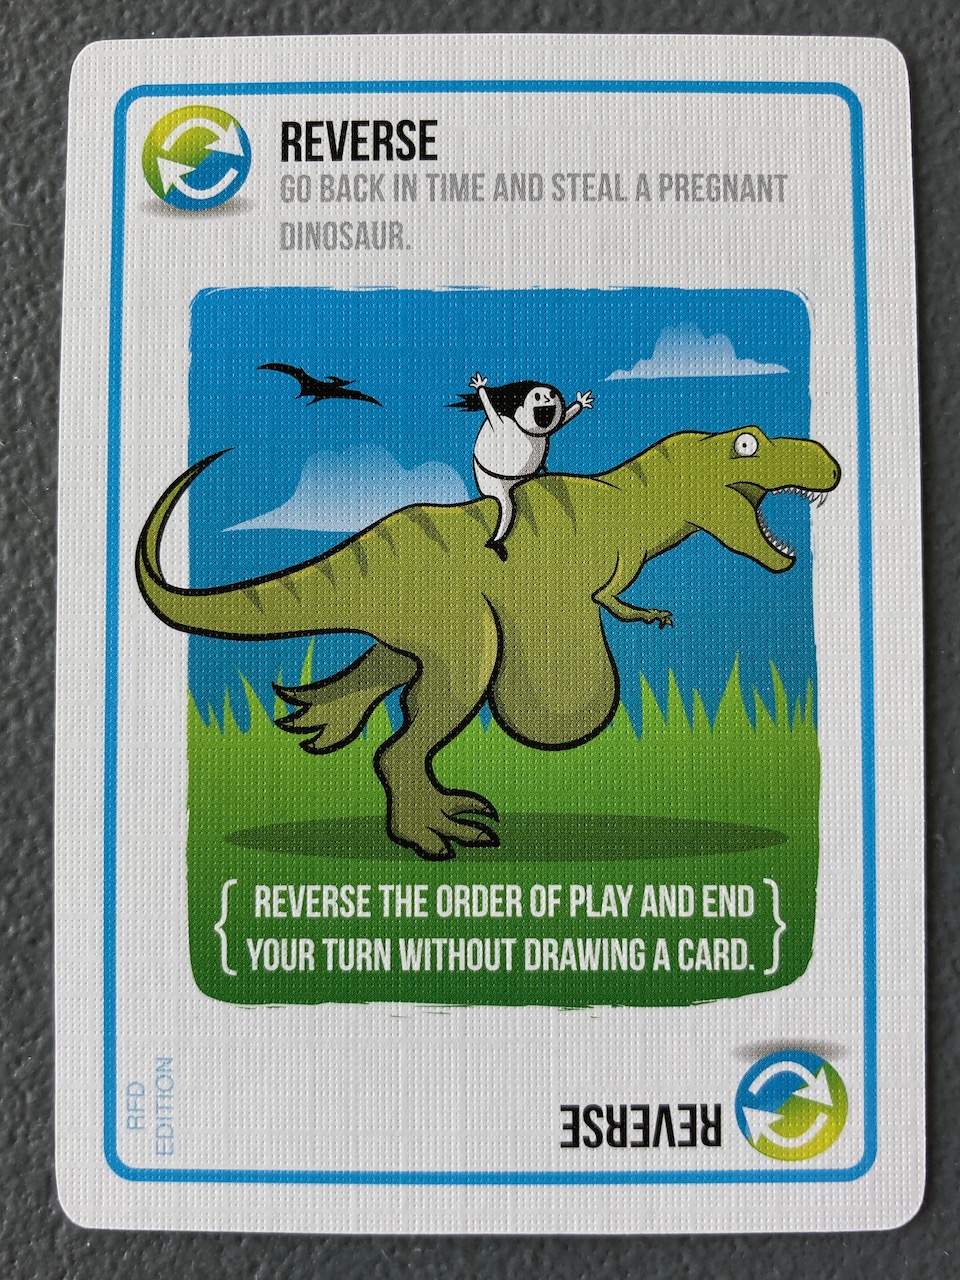 REVERSE
GO BACK IN TIME AND STEAL A PREGNANT
DINOSAUR.
{ REVERSE THE ORDER OF PLAY AND END
YOUR TURN WITHOUT DRAWING A CARD. }
RFD
EDITION
REVERSE